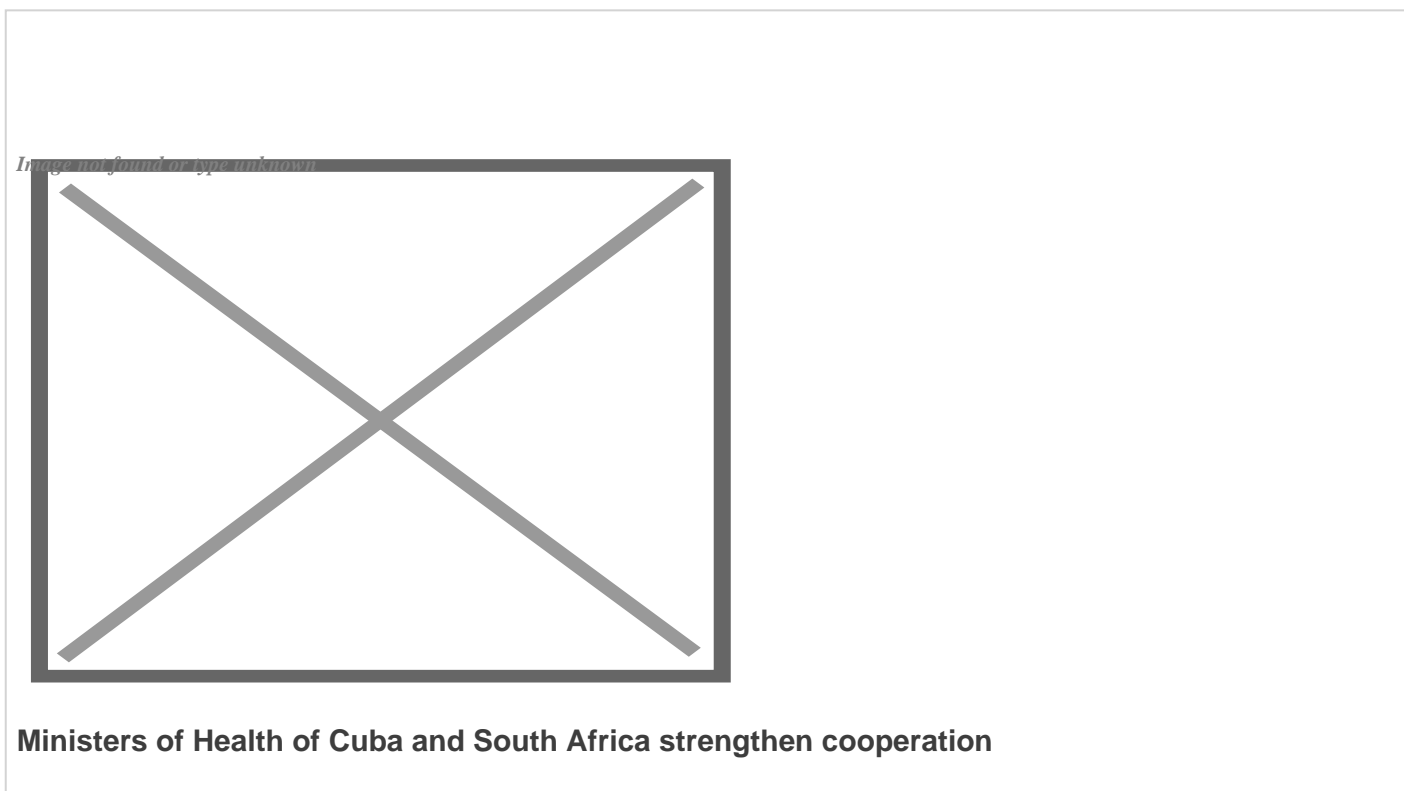 Image not found or type unknown
Ministers of Health of Cuba and South Africa strengthen cooperation